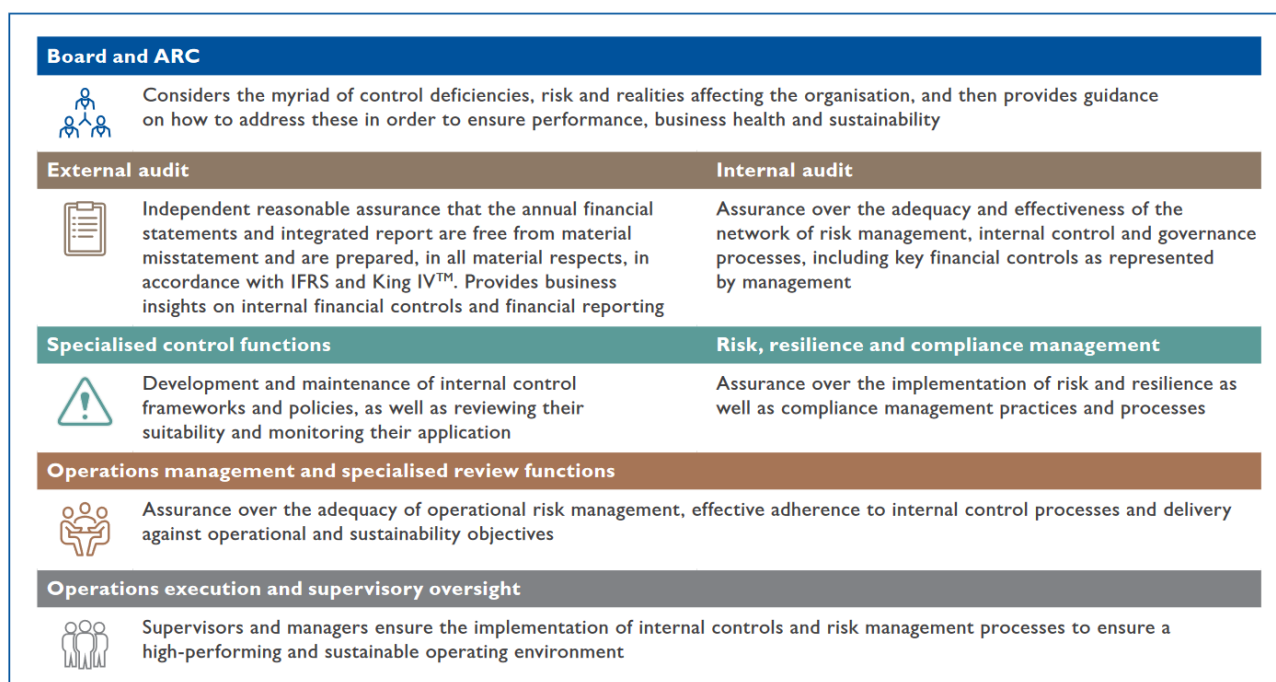 Board and ARC
Considers the myriad of control deficiencies, risk and realities affecting the organisation, and then provides guidance
on how to address these in order to ensure performance, business health and sustainability
External audit
Independent reasonable assurance that the annual financial
statements and integrated report are free from material
misstatement and are prepared, in all material respects, in
accordance with IFRS and King IV™. Provides business
insights on internal financial controls and financial reporting
Internal audit
Assurance over the adequacy and effectiveness of the
network of risk management, internal control and governance
processes, including key financial controls as represented
by management
Specialised control functions
Development and maintenance of internal control
frameworks and policies, as well as reviewing their
suitability and monitoring their application
Risk, resilience and compliance management
Assurance over the implementation of risk and resilience as
well as compliance management practices and processes
Operations management and specialised review functions
Assurance over the adequacy of operational risk management, effective adherence to internal control processes and delivery
against operational and sustainability objectives
Operations execution and supervisory oversight
Supervisors and managers ensure the implementation of internal controls and risk management processes to ensure a
high-performing and sustainable operating environment